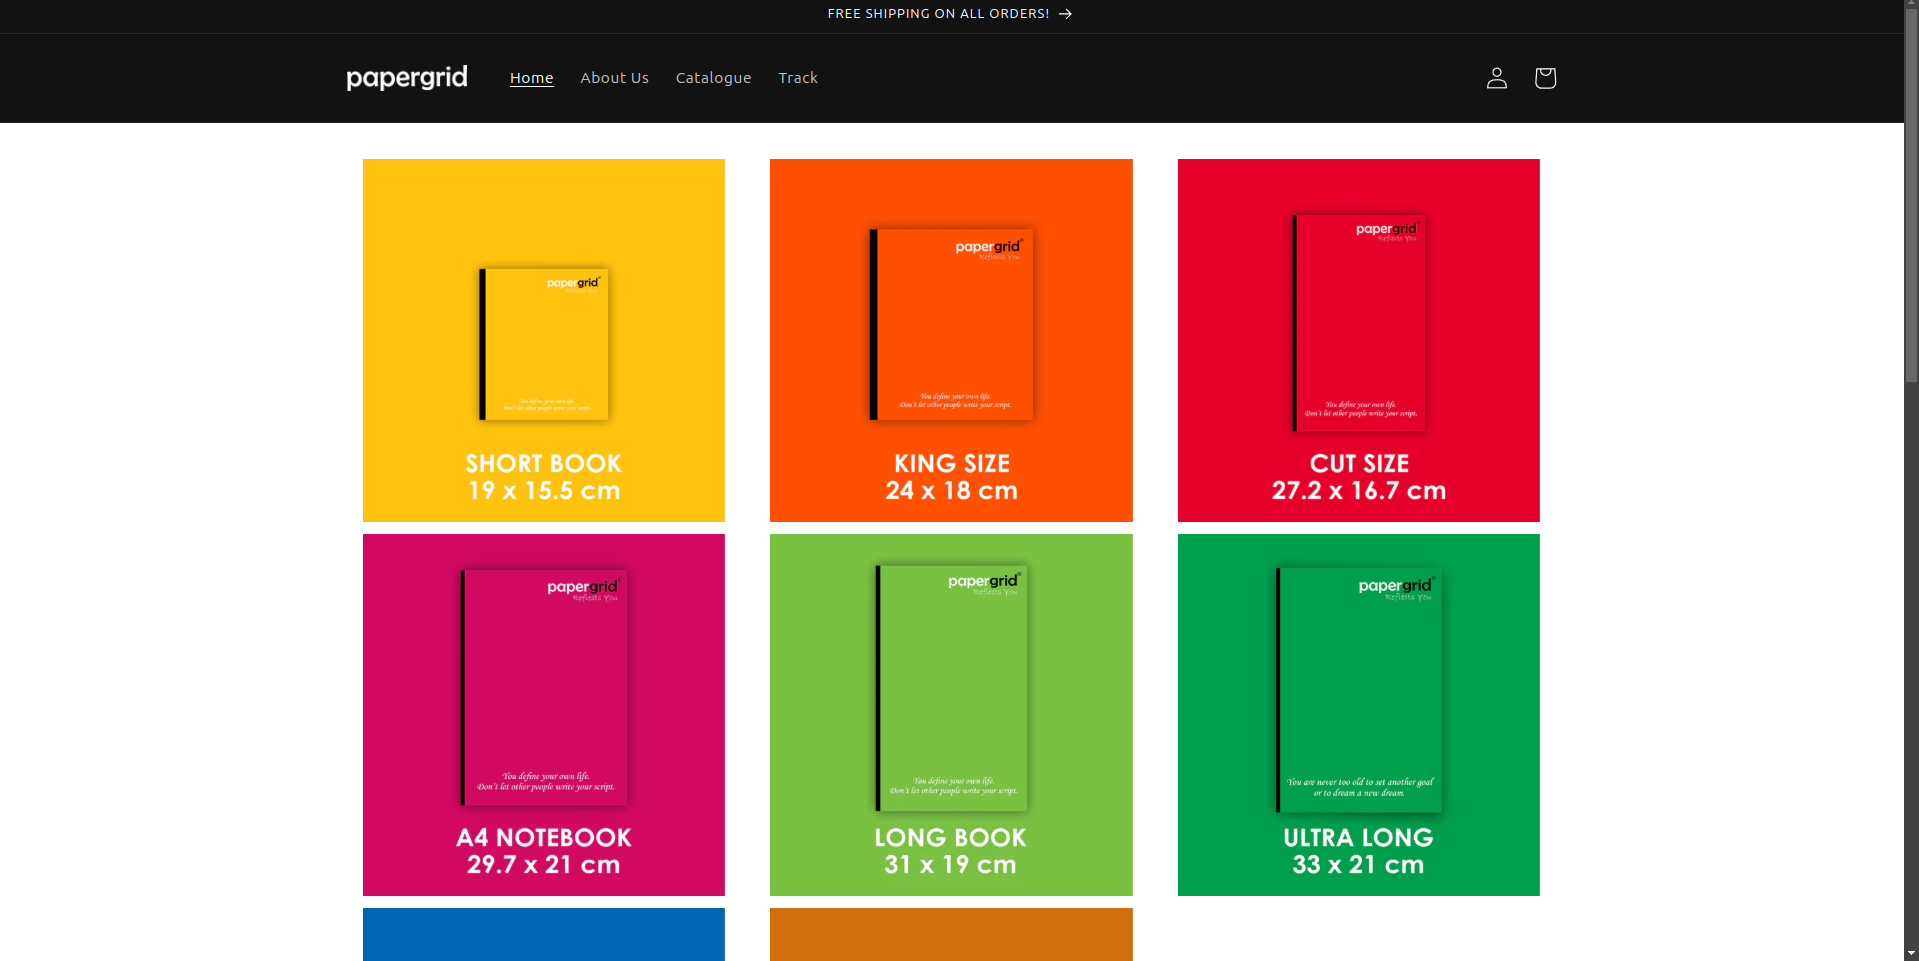 FREE SHIPPING ON ALL ORDERS!
papergrid
Home
About Us
Catalogue
Track
papergrid
Reflects You
You define your own life.
Don't let other people write your script.
SHORT BOOK
19 x 15.5 cm
papergrid®
Reflects You
You define your own life.
Don't let other people write your script.
KING SIZE
24 x 18 cm
papergrid
Reflects You
You define your own life.
Don't let other people write your script.
CUT SIZE
27.2 x 16.7 cm
papergrid®
Reflects You
You define your own life.
Don't let other people write your script.
A4 NOTEBOOK
29.7 x 21 cm
papergrid®
Reflects You
You define your own life.
Don't let other people write your script.
LONG BOOK
31 x 19 cm
papergrid®
Reflects You
You are never too old to set another goal
or to dream a new dream.
ULTRA LONG
33 x 21 cm